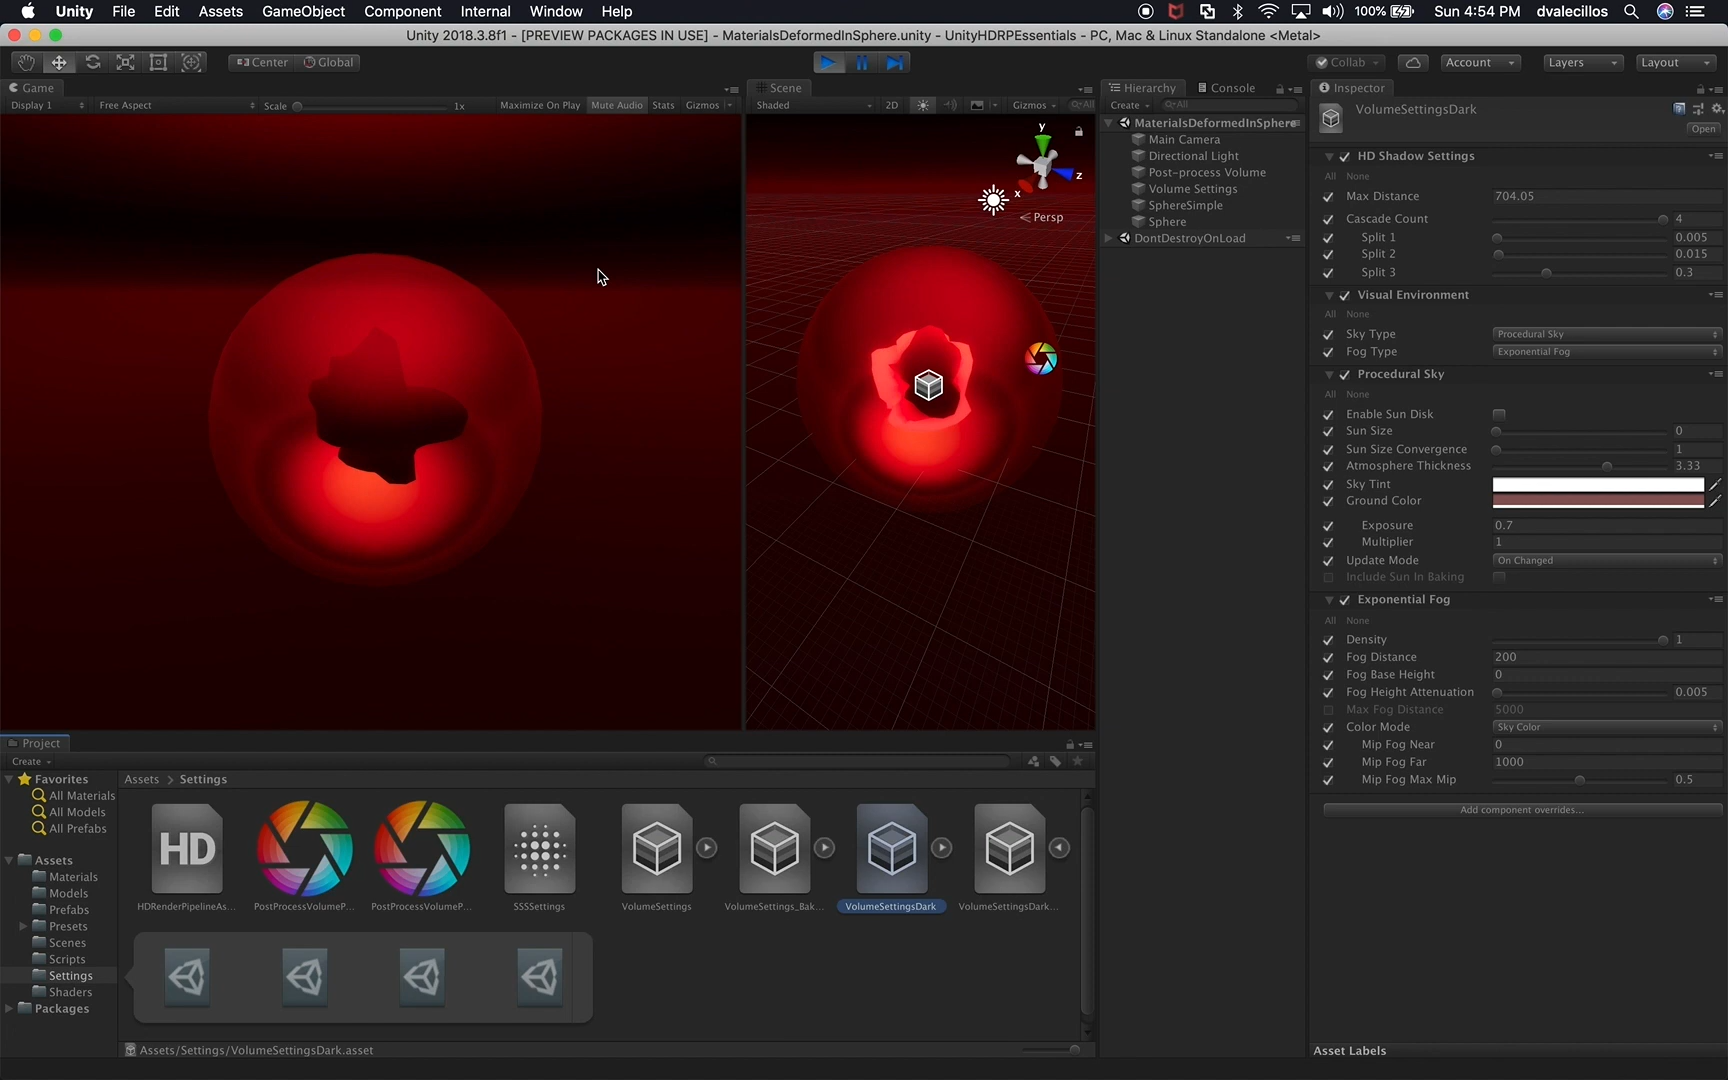 Unity File Edit Assets GameObject Component Internal Window Help 100% Sun 4:54 PM dvalecillos
Unity 2018.3.8f1 - [PREVIEW PACKAGES IN USE] - MaterialsDeformedInSphere.unity - UnityHDRPEssentials - PC, Mac & Linux Standalone <Metal>
Center Global Collab Account Layers Layout
Game Scene Hierarchy Console Inspector
Display 1 Free Aspect Scale 1x Maximize On Play Mute Audio Stats Gizmos Shaded 2D Gizmos All Create All
VolumeSettingsDark
Open
y
z
x
Persp
MaterialsDeformedInSphere
Main Camera
Directional Light
Post-process Volume
Volume Settings
SphereSimple
Sphere
DontDestroyOnLoad
HD Shadow Settings
All None
Max Distance 704.05
Cascade Count 4
Split 1 0.005
Split 2 0.015
Split 3 0.3
Visual Environment
All None
Sky Type Procedural Sky
Fog Type Exponential Fog
Procedural Sky
All None
Enable Sun Disk
Sun Size 0
Sun Size Convergence 1
Atmosphere Thickness 3.33
Sky Tint
Ground Color
Exposure 0.7
Multiplier 1
Update Mode On Changed
Include Sun In Baking
Exponential Fog
All None
Density 1
Fog Distance 200
Fog Base Height 0
Fog Height Attenuation 0.005
Max Fog Distance 5000
Color Mode Sky Color
Mip Fog Near 0
Mip Fog Far 1000
Mip Fog Max Mip 0.5
Add component overrides...
Asset Labels
Project
Create
Favorites
All Materials
All Models
All Prefabs
Assets
Materials
Models
Prefabs
Presets
Scenes
Scripts
Settings
Shaders
Packages
Assets > Settings
HD
HDRenderPipelineAs... PostProcessVolumeP... PostProcessVolumeP... SSSSettings VolumeSettings VolumeSettings_Bak... VolumeSettingsDark VolumeSettingsDark...
Assets/Settings/VolumeSettingsDark.asset